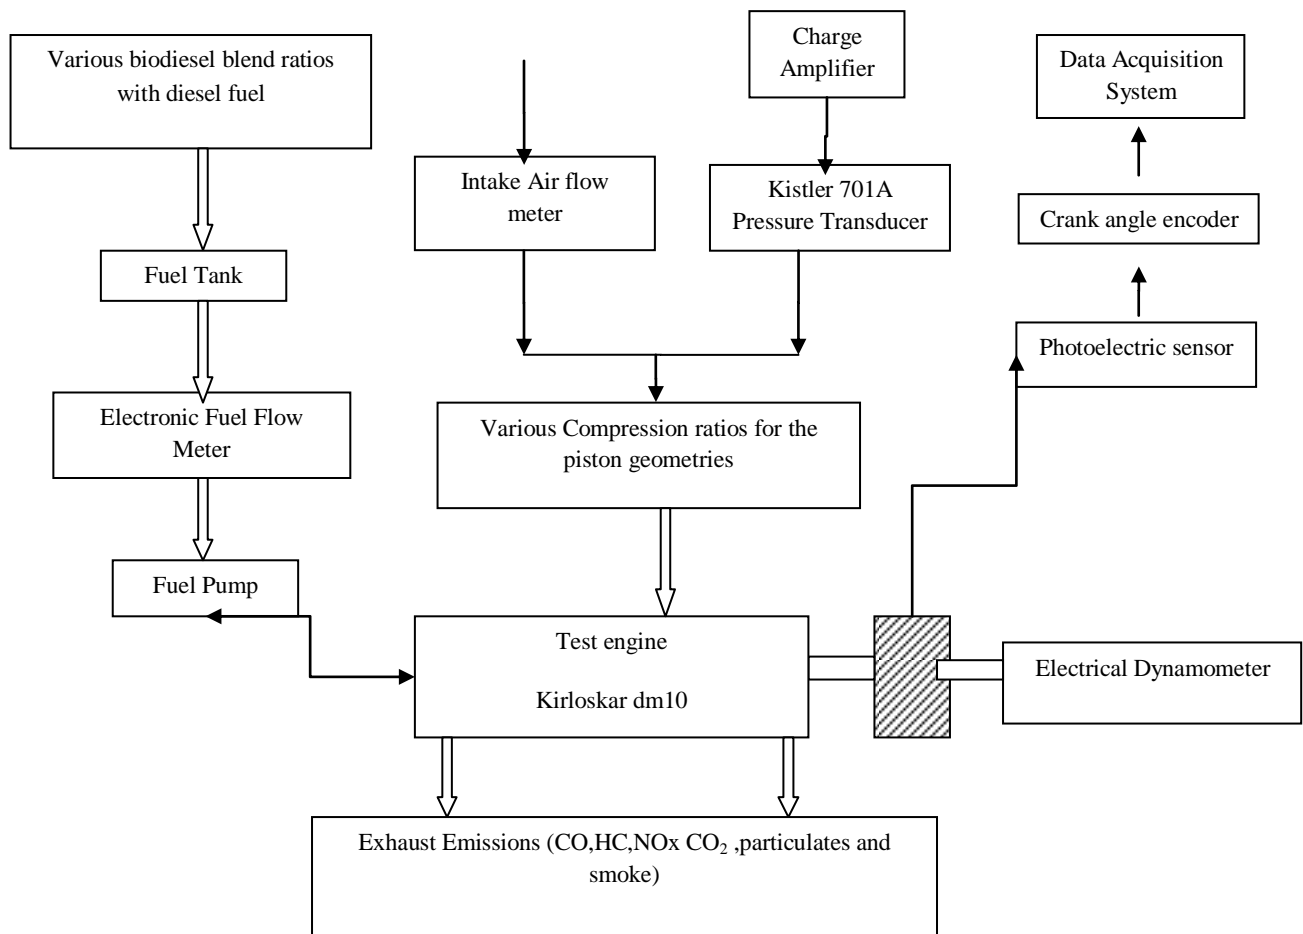 Various biodiesel blend ratios
with diesel fuel
Fuel Tank
Electronic Fuel Flow
Meter
Fuel Pump
Intake Air flow
meter
Charge
Amplifier
Kistler 701A
Pressure Transducer
Various Compression ratios for the
piston geometries
Data Acquisition
System
Crank angle encoder
Photoelectric sensor
Test engine
Kirloskar dm10
Electrical Dynamometer
Exhaust Emissions (CO,HC,NOx CO₂ ,particulates and
smoke)